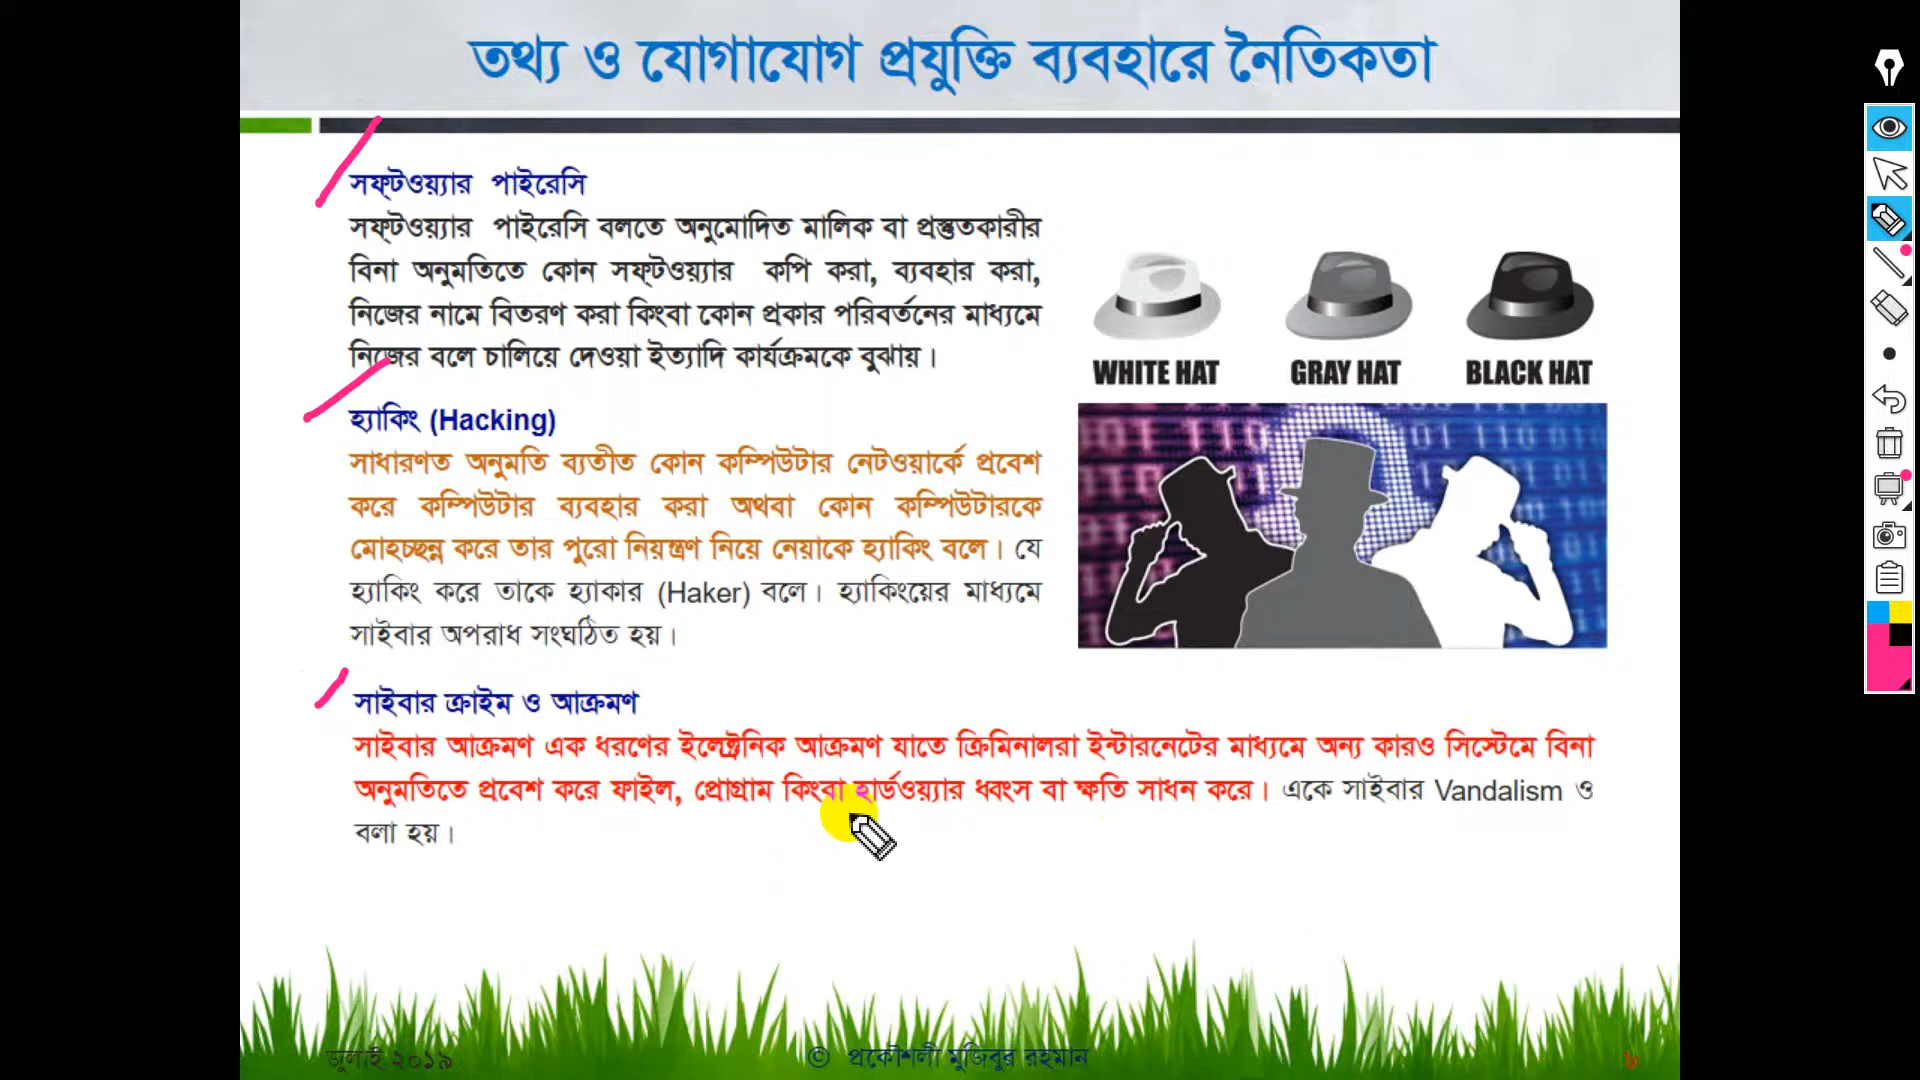 তথ্য ও যোগাযোগ প্রযুক্তি ব্যবহারে নৈতিকতা
সফ্টওয়্যার পাইরেসি
সফ্টওয়্যার পাইরেসি বলতে অনুমোদিত মালিক বা প্রস্তুতকারীর
বিনা অনুমতিতে কোন সফ্টওয়্যার কপি করা, ব্যবহার করা,
নিজের নামে বিতরণ করা কিংবা কোন প্রকার পরিবর্তনের মাধ্যমে
নিজের বলে চালিয়ে দেওয়া ইত্যাদি কার্যক্রমকে বুঝায়।
WHITE HAT GRAY HAT BLACK HAT
হ্যাকিং (Hacking)
সাধারণত অনুমতি ব্যতীত কোন কম্পিউটার নেটওয়ার্কে প্রবেশ
করে কম্পিউটার ব্যবহার করা অথবা কোন কম্পিউটারকে
মোহচ্ছন্ন করে তার পুরো নিয়ন্ত্রণ নিয়ে নেয়াকে হ্যাকিং বলে। যে
হ্যাকিং করে তাকে হ্যাকার (Haker) বলে। হ্যাকিংয়ের মাধ্যমে
সাইবার অপরাধ সংঘঠিত হয়।
সাইবার ক্রাইম ও আক্রমণ
সাইবার আক্রমণ এক ধরণের ইলেক্ট্রনিক আক্রমণ যাতে ক্রিমিনালরা ইন্টারনেটের মাধ্যমে অন্য কারও সিস্টেমে বিনা
অনুমতিতে প্রবেশ করে ফাইল, প্রোগ্রাম কিংবা হার্ডওয়্যার ধ্বংস বা ক্ষতি সাধন করে। একে সাইবার Vandalism ও
বলা হয়।
জুলাই ২০১৯
© প্রকৌশলী মুজিবুর রহমান
৮